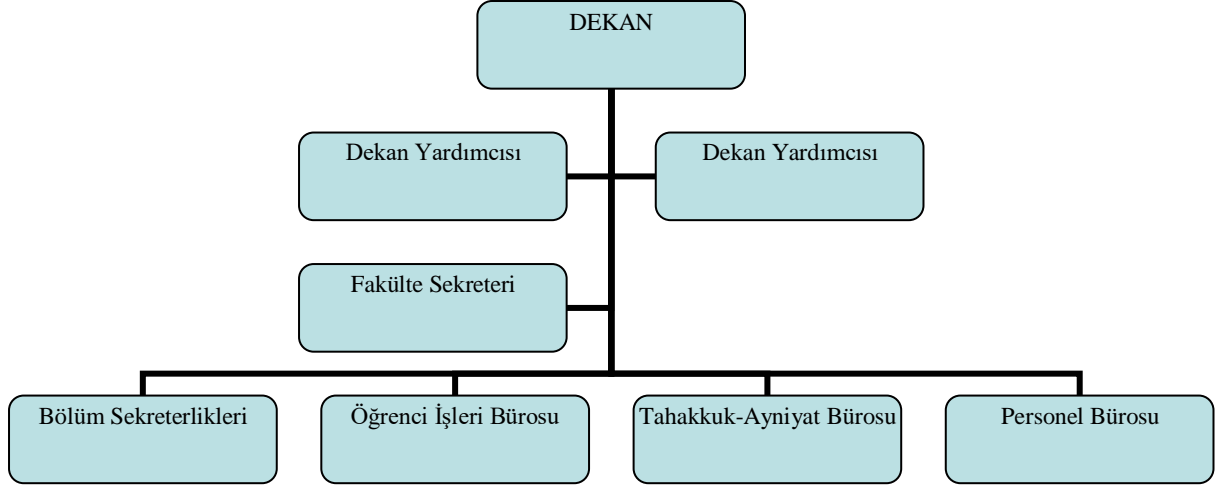 DEKAN
Dekan Yardımcısı
Dekan Yardımcısı
Fakülte Sekreteri
Bölüm Sekreterlikleri
Öğrenci İşleri Bürosu
Tahakkuk-Ayniyat Bürosu
Personel Bürosu